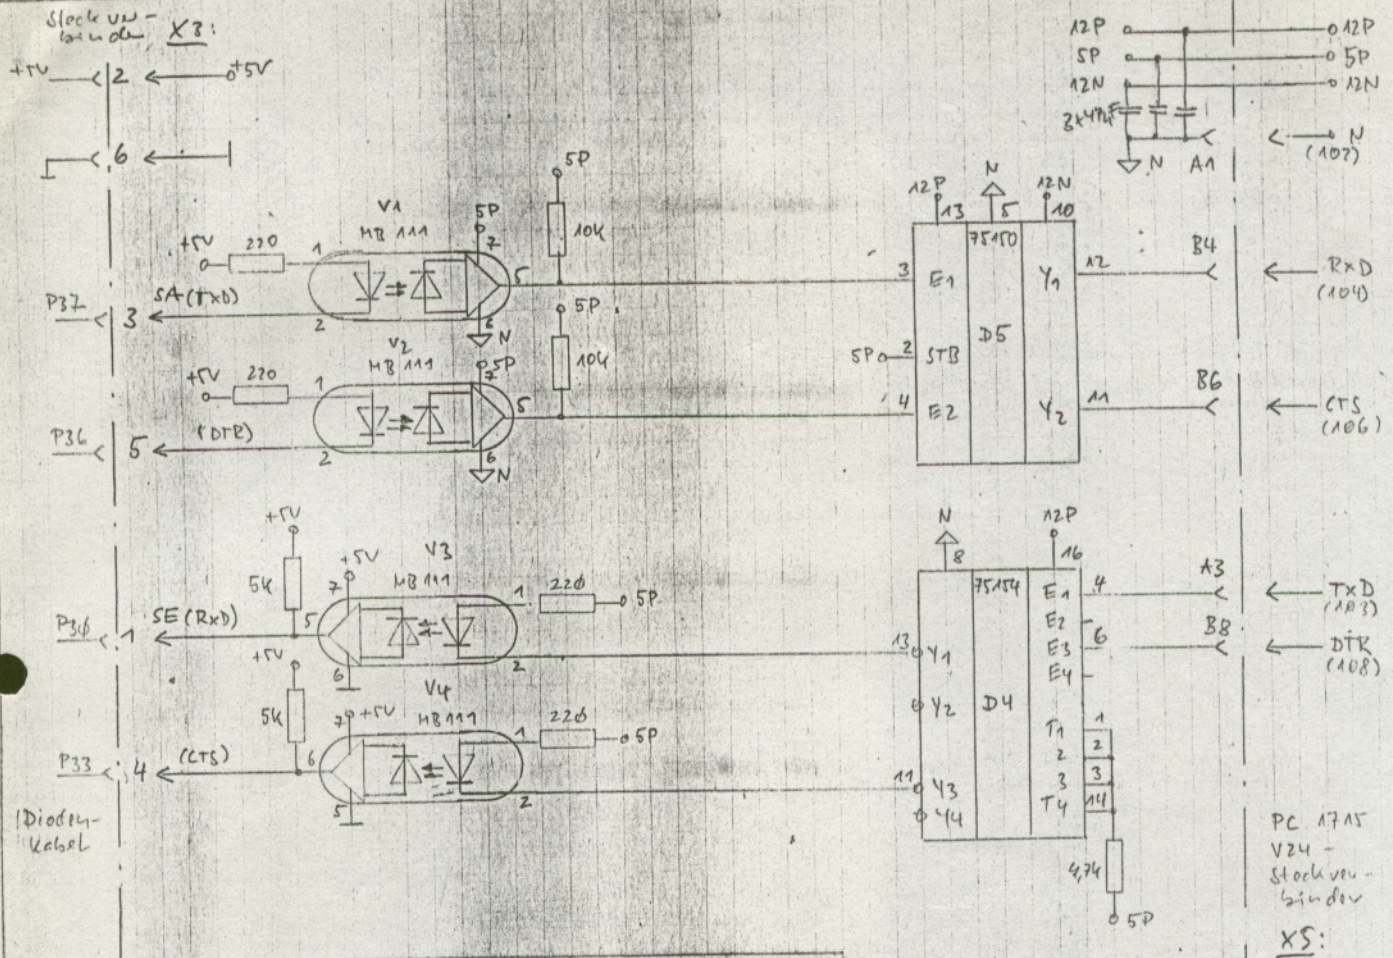 Steckver-
binder X3:
+5V 2 +5V
6
12P 12P
5P 5P
12N 12N
N
(102)
N A1
5P
12P N 12N
13 5 10
V1
MB 111
5P
7
10k
75150
+5V 220 1
5
3 E1 Y1 12 B4 RxD
(104)
P37 3 SA (TxD) 2
6 N
5P
V2
MB 111
5P
7
10k
5P 2 STB D5
+5V 220 1
5
4 E2 Y2 11 B6 CTS
(106)
P36 5 (DTR) 2
6
N
+5V
N 12P
8 16
V3
+5V
7
MB 111
5k
1 220 5P
75154 E1 4 A3 TxD
(103)
E2
SE (RxD) 5
1
6 B8 DTR
(108)
E3
13 Y1
2
E4
+5V
6
V4
MB 111
5k
7 +5V
1 220 5P
Y2 D4
T1 1
2 2
3 3
T4 14
P33 4 (CTS) 6
5
2
11 Y3
Y4
Dioden-
kabel
4,7k
5P
PC 1715
V24 -
Steckver-
binder
X5: